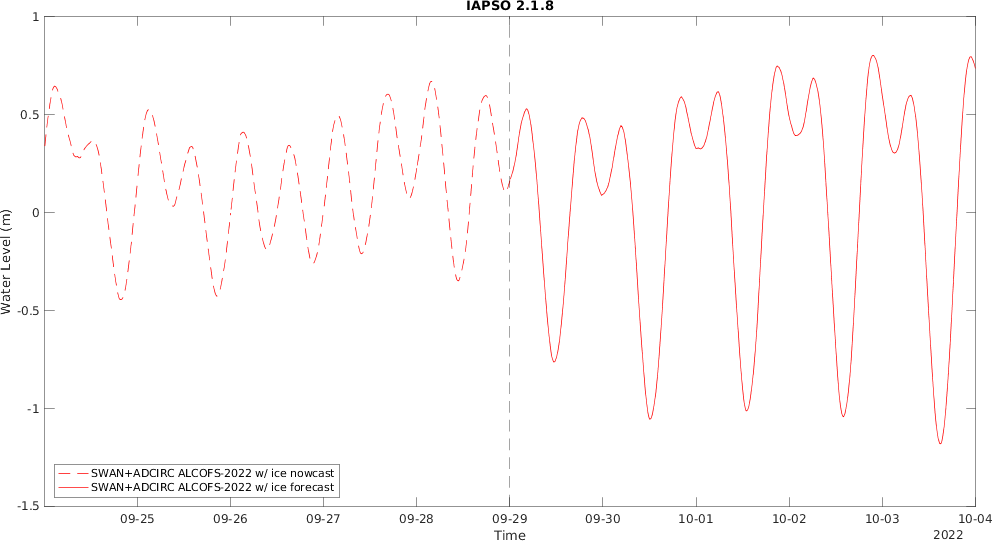 IAPSO 2.1.8
1
0.5
0
-0.5
-1
-1.5
Water Level (m)
SWAN+ADCIRC ALCOFS-2022 w/ ice nowcast
SWAN+ADCIRC ALCOFS-2022 w/ ice forecast
09-25 09-26 09-27 09-28 09-29 09-30 10-01 10-02 10-03 10-04
Time
2022